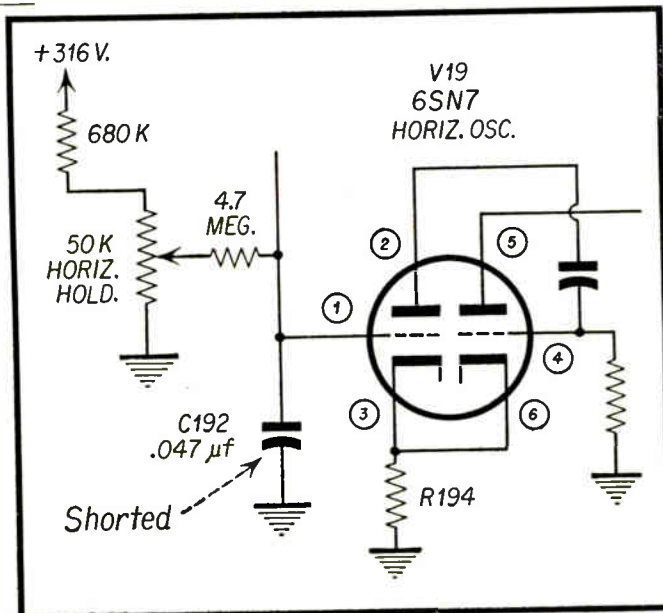 +316 V.
680 K
50 K
HORIZ.
HOLD.
4.7
MEG.
V19
6SN7
HORIZ. OSC.
2
5
1
4
3
6
C192
.047 µf
Shorted
R194